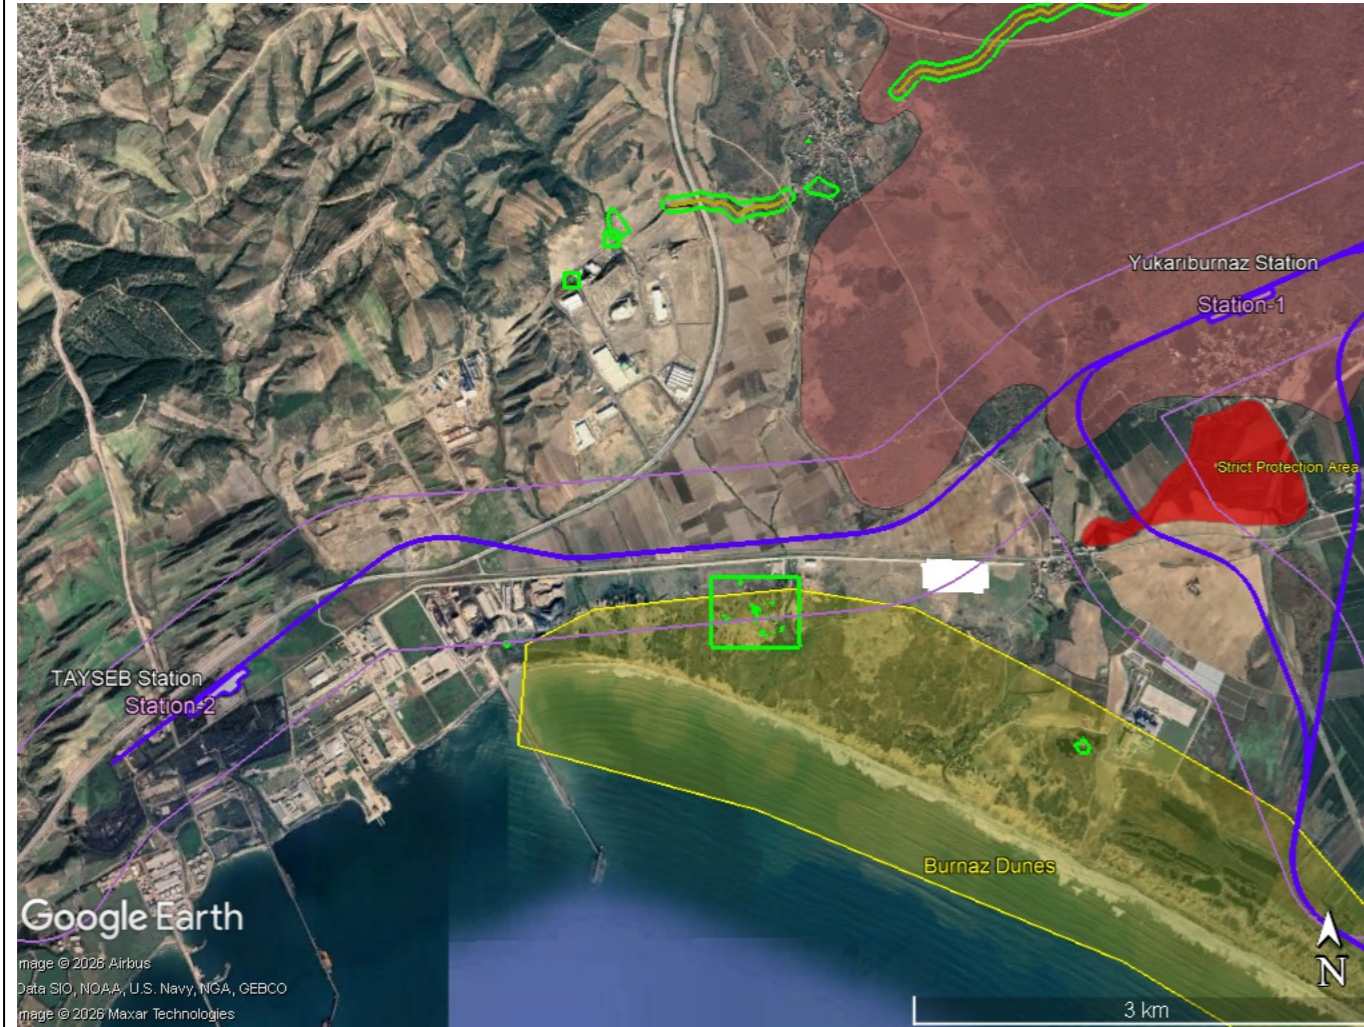 Yukarıburnaz Station
Station-1
Strict Protection Area
TAYSEB Station
Station-2
Burnaz Dunes
Google Earth
mage © 2026 Airbus
Data SIO, NOAA, U.S. Navy, NGA, GEBCO
mage © 2026 Maxar Technologies
N
3 km